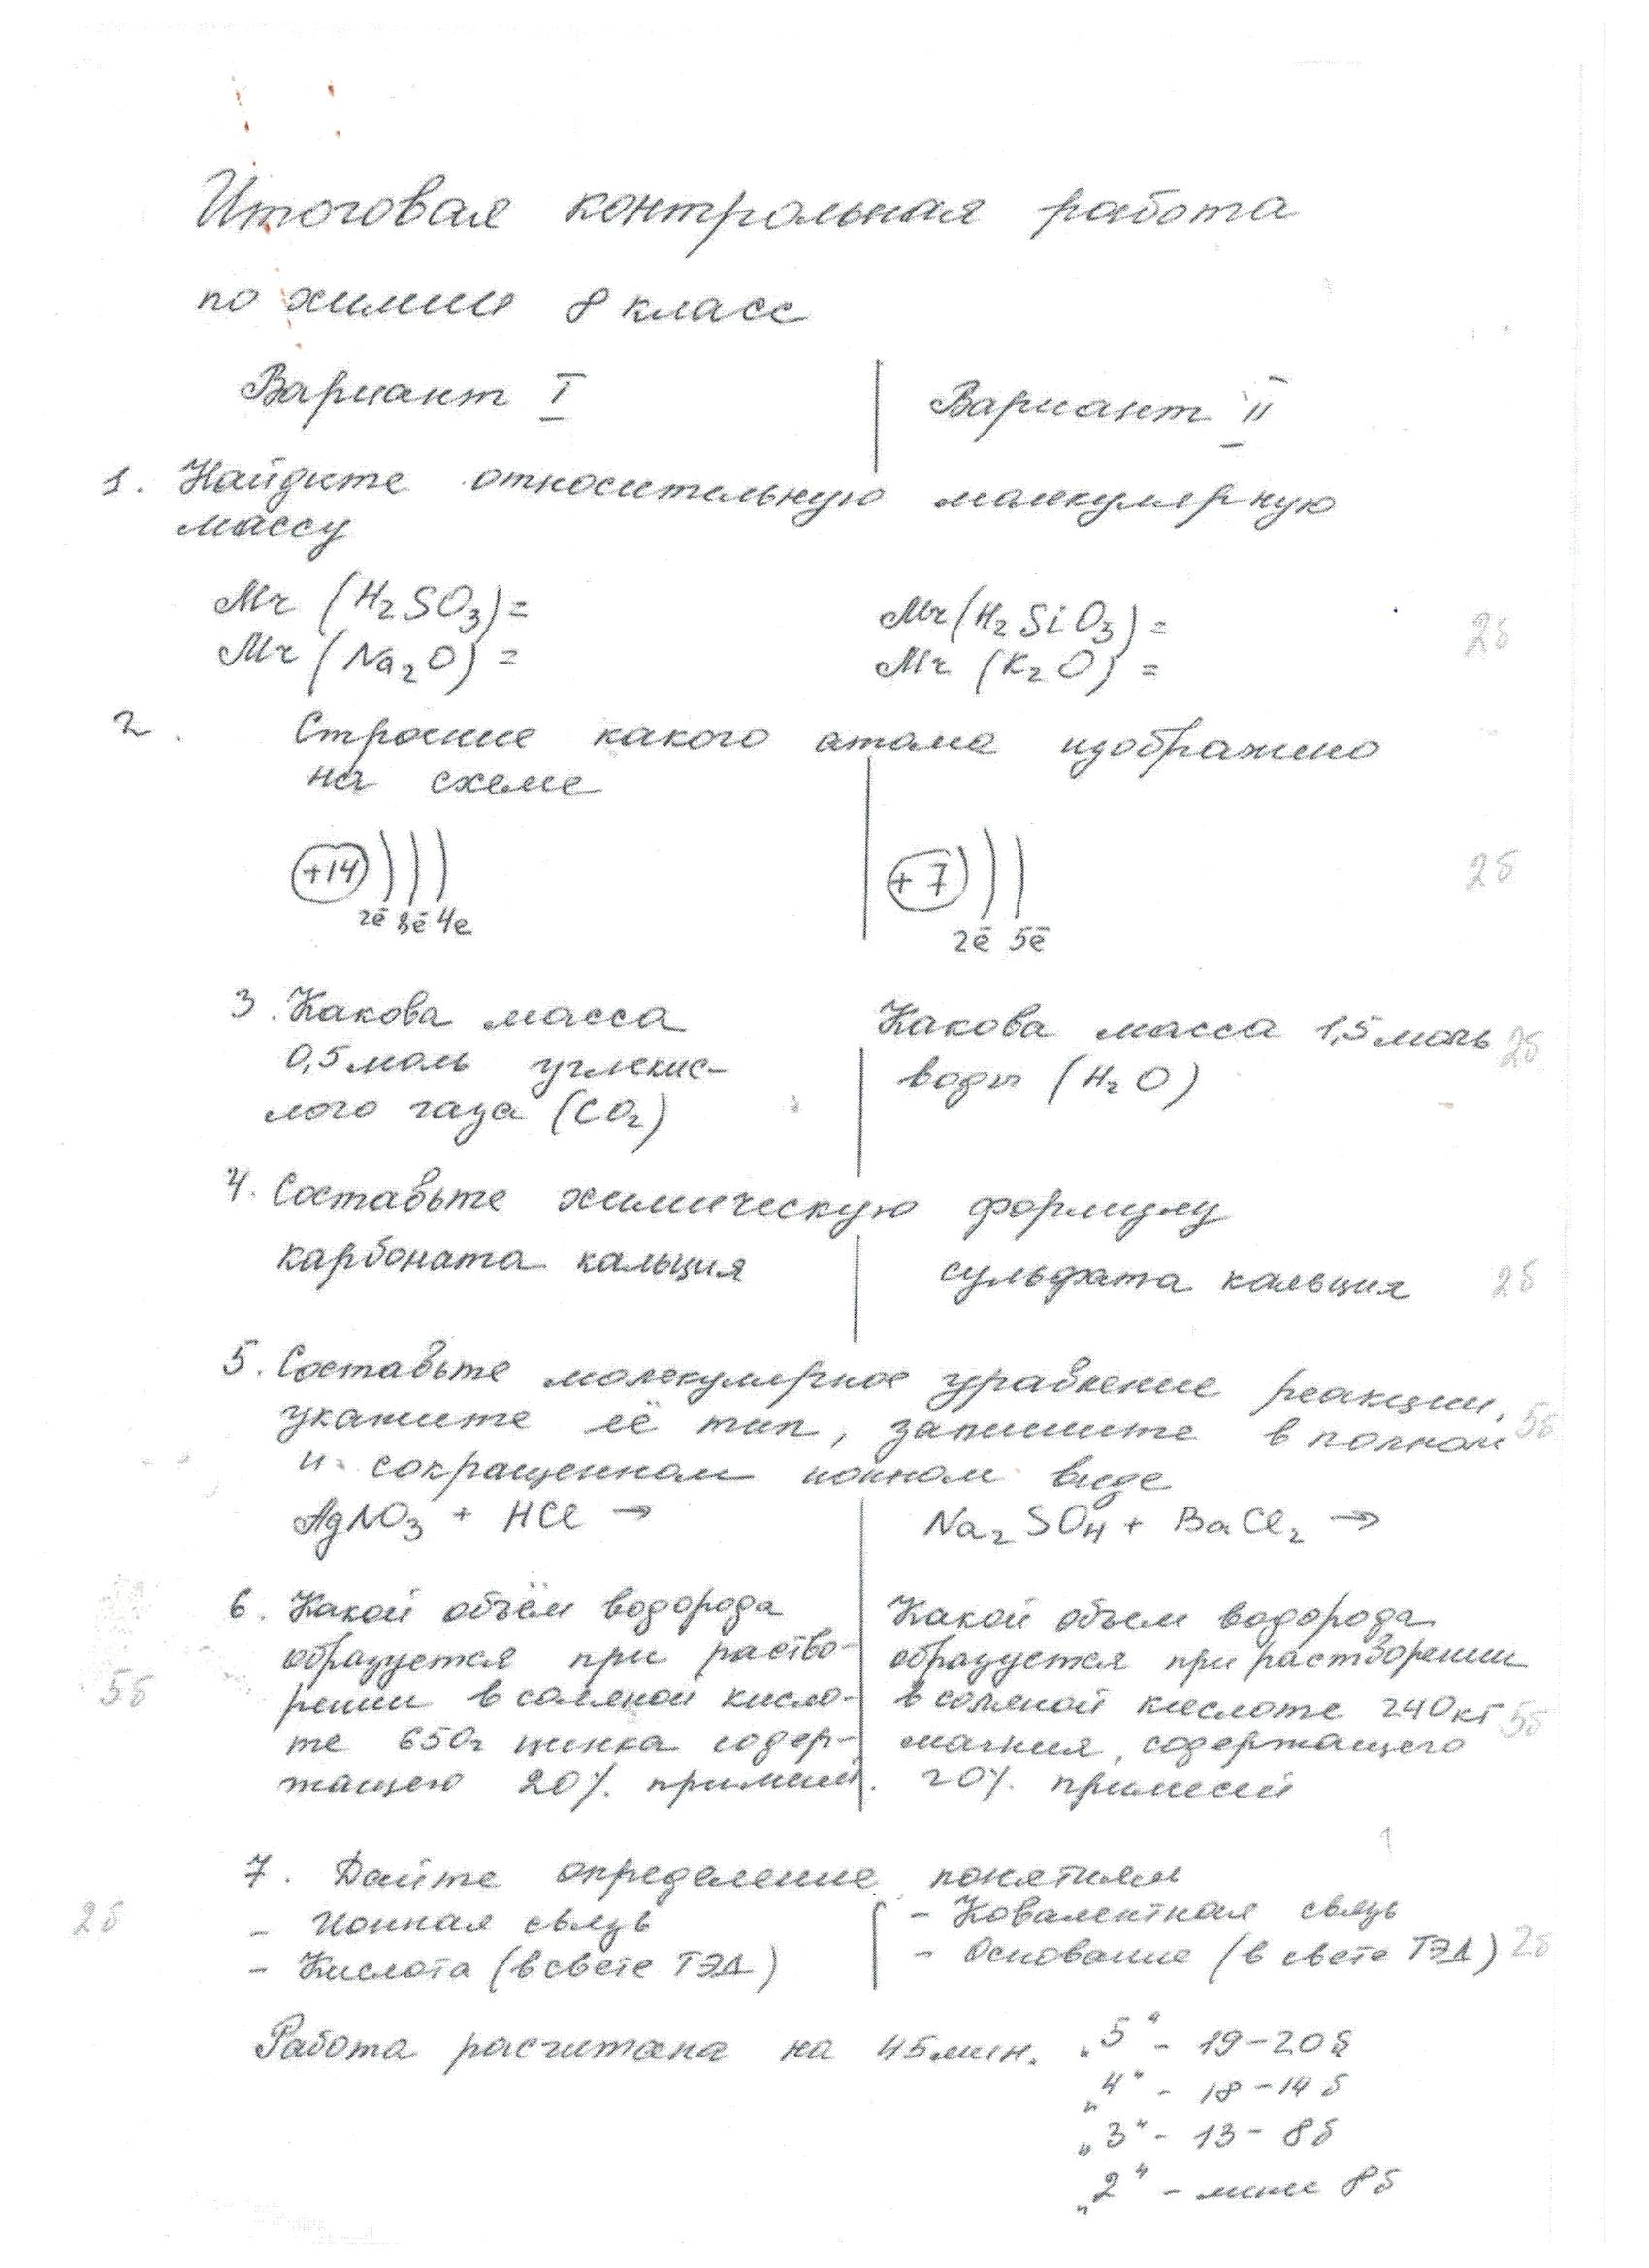 Итоговая контрольная работа
по химии 8 класс
Вариант I
Вариант II
1. Найдите относительную молекулярную
массу
Mr (H₂SO₃) =
Mr (H₂SiO₃) =
2б
Mr (Na₂O) =
Mr (K₂O) =
2. Строение какого атома изображено
на схеме
+14 ) ) )
2ē 8ē 4e
+7 ) )
2ē 5ē
2б
3. Какова масса
0,5 моль углекис-
лого газа (CO₂)
Какова масса 1,5 моль
воды (H₂O)
2б
4. Составьте химическую формулу
карбоната кальция
сульфата кальция
2б
5. Составьте молекулярное уравнение реакции,
укажите её тип, запишите в полном
и сокращенном ионном виде
5б
AgNO₃ + HCl →
Na₂SO₄ + BaCl₂ →
6. Какой объём водорода
образуется при раство-
рении в соляной кисло-
те 650г цинка содер-
жащего 20% примесей.
5б
Какой объем водорода
образуется при растворении
в соляной кислоте 240кг
магния, содержащего
20% примесей
5б
7. Дайте определение понятиям
- Ионная связь
- Кислота (в свете ТЭД)
2б
- Ковалентная связь
- Основание (в свете ТЭД)
2б
Работа расчитана на 45мин.
„5“ - 19-20б
„4“ - 18-14б
„3“ - 13-8б
„2“ - менее 8б